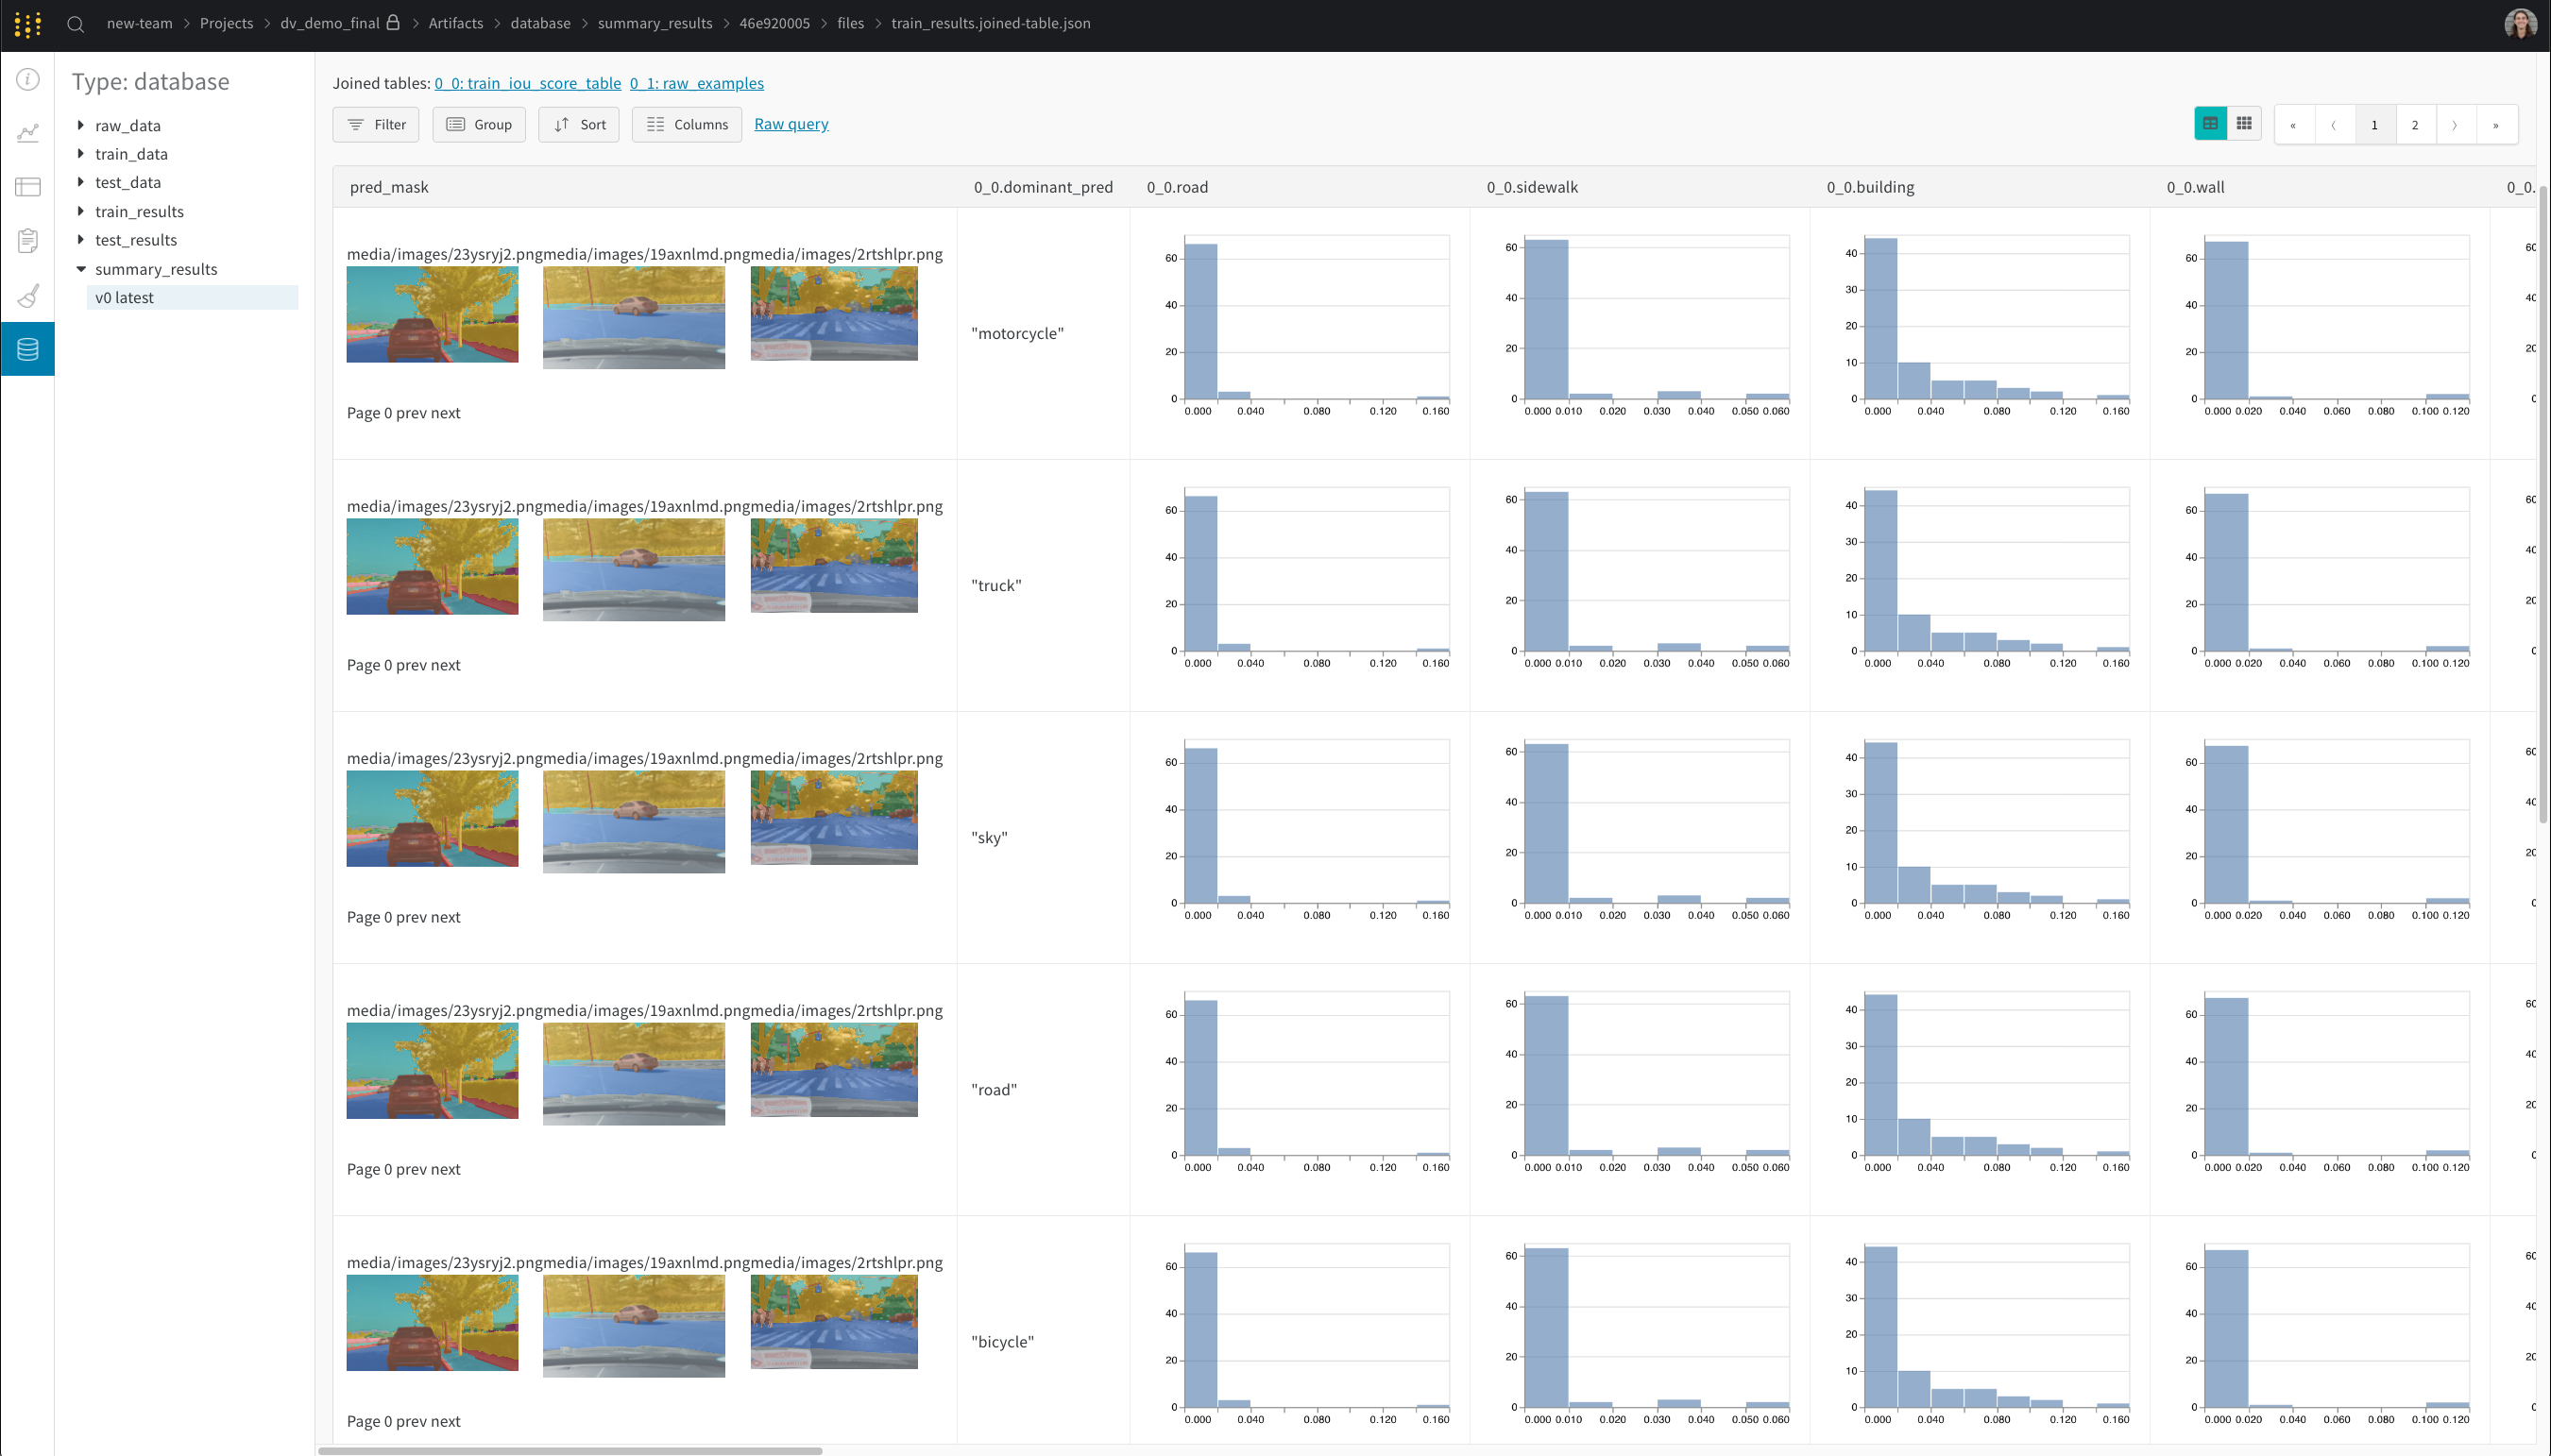 new-team > Projects > dv_demo_final > Artifacts > database > summary_results > 46e920005 > files > train_results.joined-table.json
Type: database
raw_data
train_data
test_data
train_results
test_results
summary_results
v0 latest
Joined tables: 0_0: train_iou_score_table 0_1: raw_examples
Filter Group Sort Columns Raw query
« ‹ 1 2 › »
pred_mask 0_0.dominant_pred 0_0.road 0_0.sidewalk 0_0.building 0_0.wall 0_0.
media/images/23ysryj2.pngmedia/images/19axnlmd.pngmedia/images/2rtshlpr.png
Page 0 prev next
"motorcycle"
60 40 20 0
0.000 0.040 0.080 0.120 0.160
60 40 20 0
0.000 0.010 0.020 0.030 0.040 0.050 0.060
40 30 20 10 0
0.000 0.040 0.080 0.120 0.160
60 40 20 0
0.000 0.020 0.040 0.060 0.080 0.100 0.120
60 40 20 0
media/images/23ysryj2.pngmedia/images/19axnlmd.pngmedia/images/2rtshlpr.png
Page 0 prev next
"truck"
60 40 20 0
0.000 0.040 0.080 0.120 0.160
60 40 20 0
0.000 0.010 0.020 0.030 0.040 0.050 0.060
40 30 20 10 0
0.000 0.040 0.080 0.120 0.160
60 40 20 0
0.000 0.020 0.040 0.060 0.080 0.100 0.120
60 40 20 0
media/images/23ysryj2.pngmedia/images/19axnlmd.pngmedia/images/2rtshlpr.png
Page 0 prev next
"sky"
60 40 20 0
0.000 0.040 0.080 0.120 0.160
60 40 20 0
0.000 0.010 0.020 0.030 0.040 0.050 0.060
40 30 20 10 0
0.000 0.040 0.080 0.120 0.160
60 40 20 0
0.000 0.020 0.040 0.060 0.080 0.100 0.120
60 40 20 0
media/images/23ysryj2.pngmedia/images/19axnlmd.pngmedia/images/2rtshlpr.png
Page 0 prev next
"road"
60 40 20 0
0.000 0.040 0.080 0.120 0.160
60 40 20 0
0.000 0.010 0.020 0.030 0.040 0.050 0.060
40 30 20 10 0
0.000 0.040 0.080 0.120 0.160
60 40 20 0
0.000 0.020 0.040 0.060 0.080 0.100 0.120
60 40 20 0
media/images/23ysryj2.pngmedia/images/19axnlmd.pngmedia/images/2rtshlpr.png
Page 0 prev next
"bicycle"
60 40 20 0
0.000 0.040 0.080 0.120 0.160
60 40 20 0
0.000 0.010 0.020 0.030 0.040 0.050 0.060
40 30 20 10 0
0.000 0.040 0.080 0.120 0.160
60 40 20 0
0.000 0.020 0.040 0.060 0.080 0.100 0.120
60 40 20 0